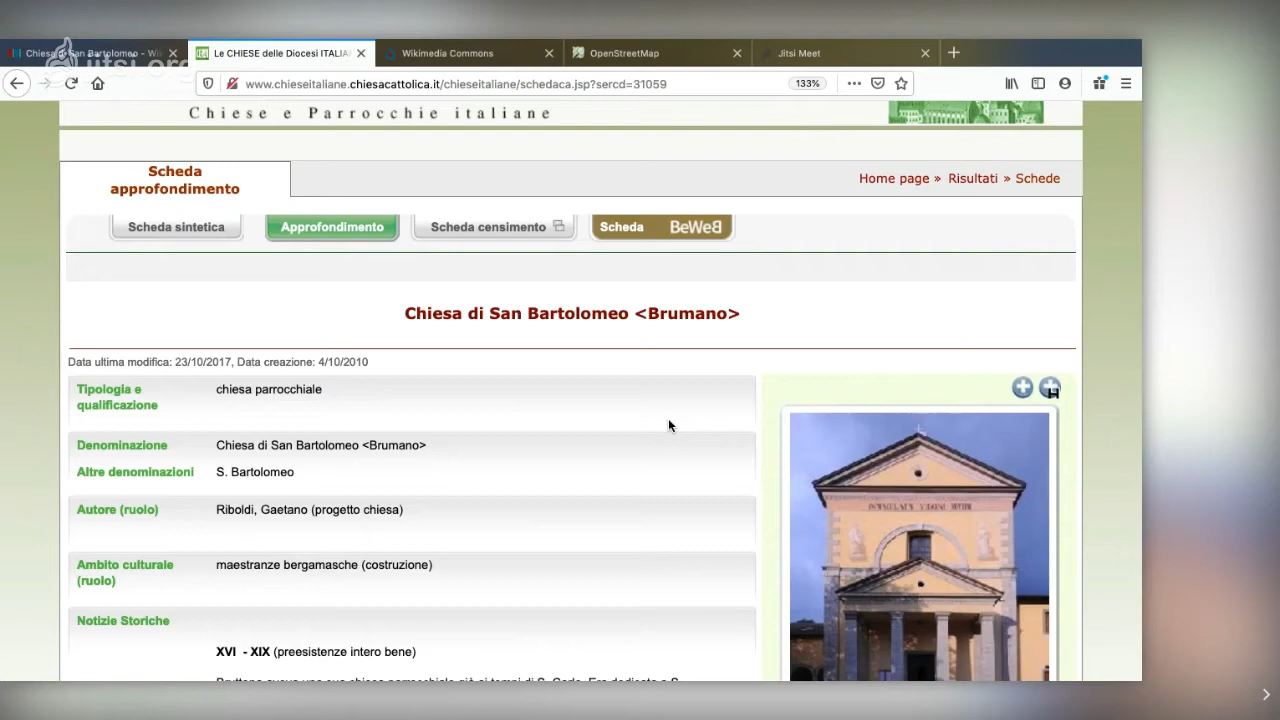 Chiesa di San Bartolomeo - Wi
Le CHIESE delle Diocesi ITALIA
Wikimedia Commons
OpenStreetMap
Jitsi Meet
jitsi.org
www.chieseitaliane.chiesacattolica.it/chieseitaliane/schedaca.jsp?sercd=31059
133%
Chiese e Parrocchie italiane
Scheda
approfondimento
Home page » Risultati » Schede
Scheda sintetica
Approfondimento
Scheda censimento
Scheda BeWeB
Chiesa di San Bartolomeo <Brumano>
Data ultima modifica: 23/10/2017, Data creazione: 4/10/2010
Tipologia e
qualificazione
chiesa parrocchiale
Denominazione
Chiesa di San Bartolomeo <Brumano>
Altre denominazioni
S. Bartolomeo
Autore (ruolo)
Riboldi, Gaetano (progetto chiesa)
Ambito culturale
(ruolo)
maestranze bergamasche (costruzione)
Notizie Storiche
XVI - XIX (preesistenze intero bene)
H